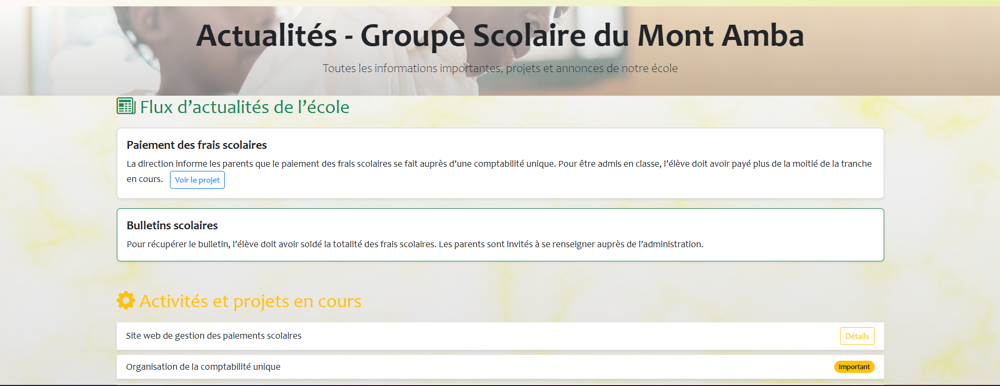 Actualités - Groupe Scolaire du Mont Amba
Toutes les informations importantes, projets et annonces de notre école
Flux d’actualités de l’école
Paiement des frais scolaires
La direction informe les parents que le paiement des frais scolaires se fait auprès d’une comptabilité unique. Pour être admis en classe, l’élève doit avoir payé plus de la moitié de la tranche
en cours. Voir le projet
Bulletins scolaires
Pour récupérer le bulletin, l’élève doit avoir soldé la totalité des frais scolaires. Les parents sont invités à se renseigner auprès de l’administration.
Activités et projets en cours
Site web de gestion des paiements scolaires Détails
Organisation de la comptabilité unique Important